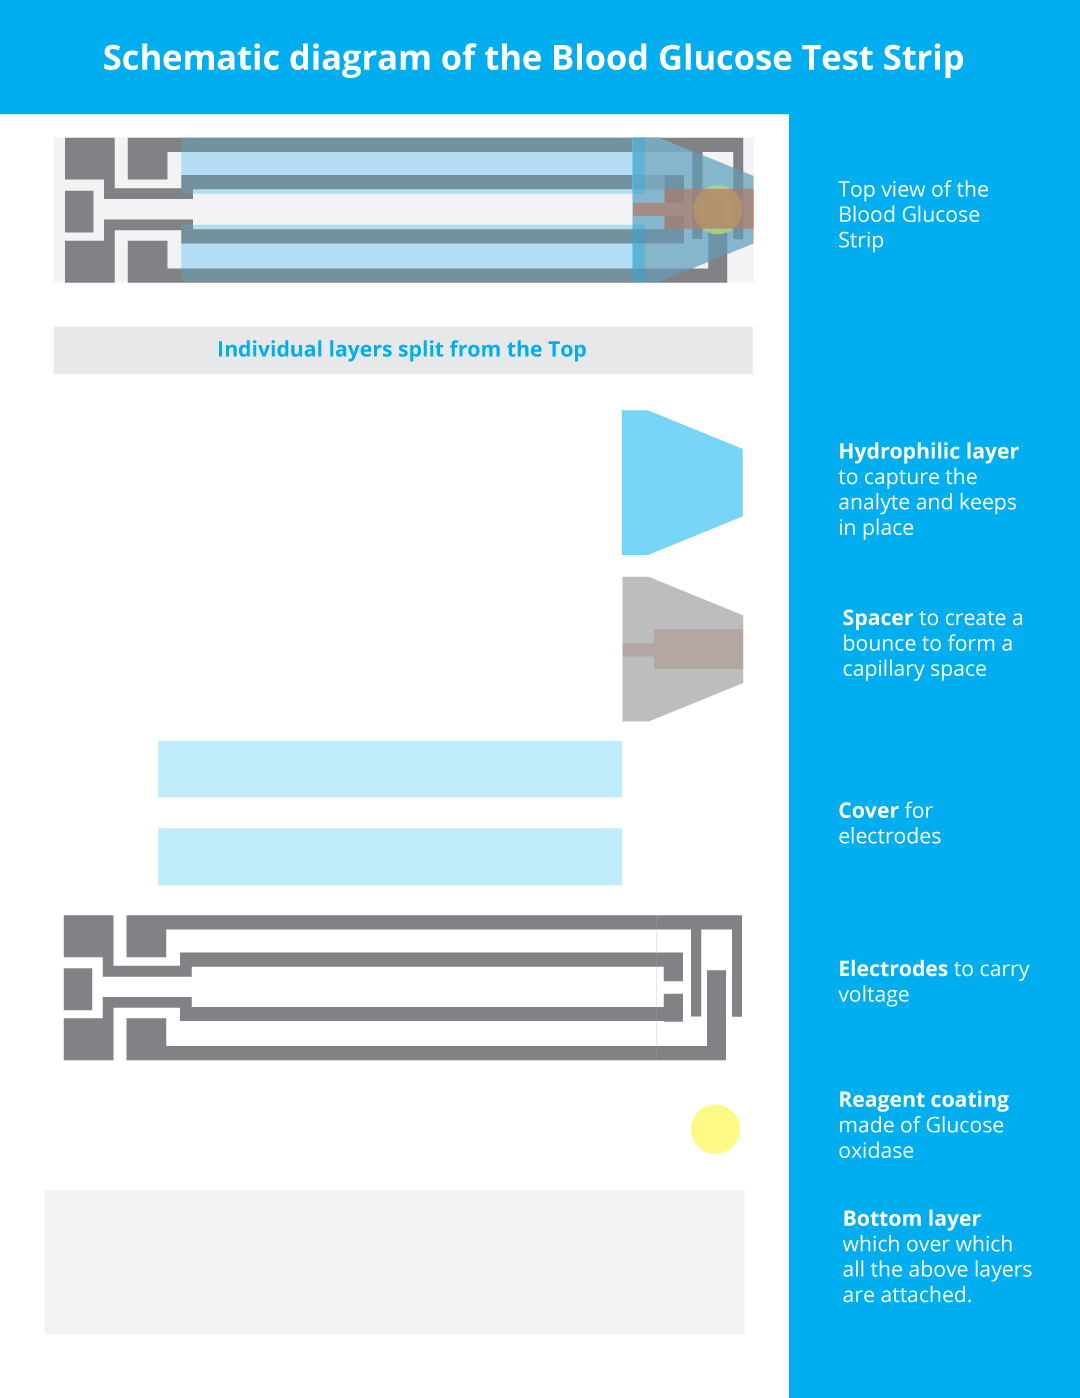 Schematic diagram of the Blood Glucose Test Strip
Top view of the
Blood Glucose
Strip
Individual layers split from the Top
Hydrophilic layer
to capture the
analyte and keeps
in place
Spacer to create a
bounce to form a
capillary space
Cover for
electrodes
Electrodes to carry
voltage
Reagent coating
made of Glucose
oxidase
Bottom layer
which over which
all the above layers
are attached.